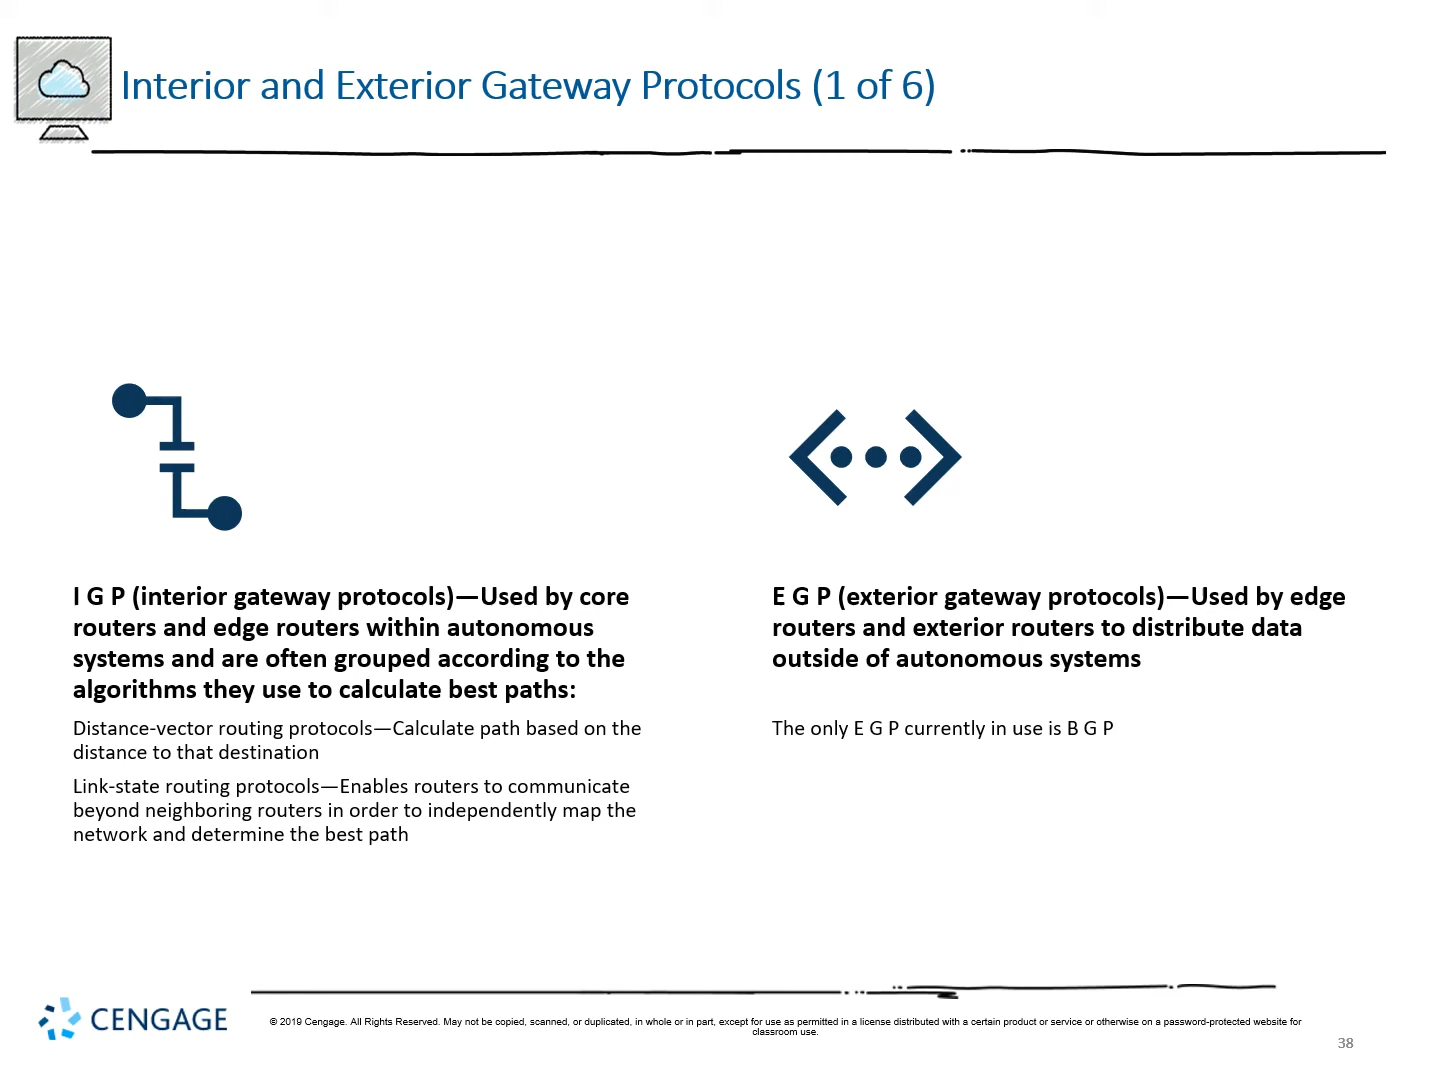 Interior and Exterior Gateway Protocols (1 of 6)
I G P (interior gateway protocols)—Used by core
routers and edge routers within autonomous
systems and are often grouped according to the
algorithms they use to calculate best paths:
Distance-vector routing protocols—Calculate path based on the
distance to that destination
Link-state routing protocols—Enables routers to communicate
beyond neighboring routers in order to independently map the
network and determine the best path
E G P (exterior gateway protocols)—Used by edge
routers and exterior routers to distribute data
outside of autonomous systems
The only E G P currently in use is B G P
CENGAGE
© 2019 Cengage. All Rights Reserved. May not be copied, scanned, or duplicated, in whole or in part, except for use as permitted in a license distributed with a certain product or service or otherwise on a password-protected website for
classroom use.
38